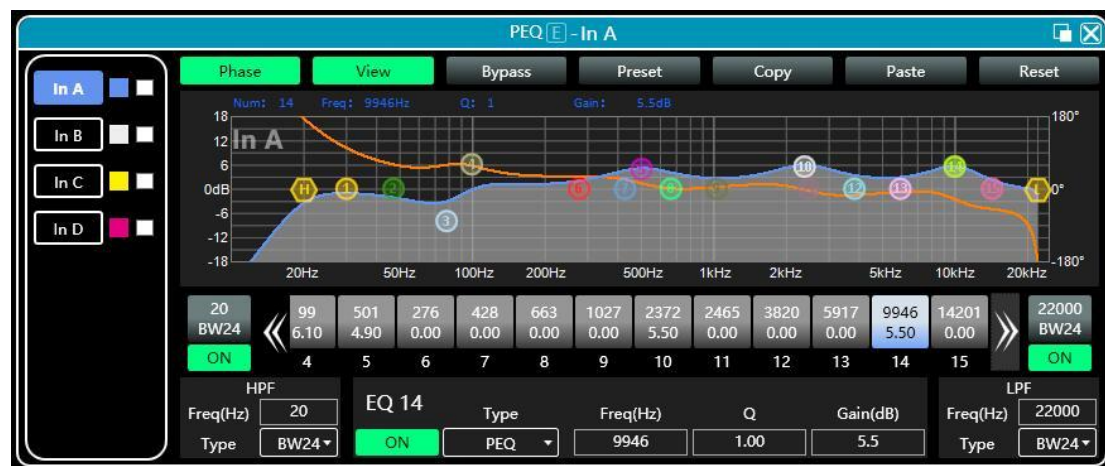 PEQ E -In A
In A
In B
In C
In D
Phase View Bypass Preset Copy Paste Reset
Num: 14 Freq: 9946Hz Q: 1 Gain: 5.5dB
18 180°
12 In A
6
0dB 0°
-6
-12
-18 -180°
H 1 2 3 4 5 6 7 8 9 10 12 13 14 15 L
20Hz 50Hz 100Hz 200Hz 500Hz 1kHz 2kHz 5kHz 10kHz 20kHz
20 99 501 276 428 663 1027 2372 2465 3820 5917 9946 14201 22000
BW24 6.10 4.90 0.00 0.00 0.00 0.00 5.50 0.00 0.00 0.00 5.50 0.00 BW24
ON 4 5 6 7 8 9 10 11 12 13 14 15 ON
HPF
Freq(Hz) 20
Type BW24
EQ 14 Type Freq(Hz) Q Gain(dB)
ON PEQ 9946 1.00 5.5
LPF
Freq(Hz) 22000
Type BW24